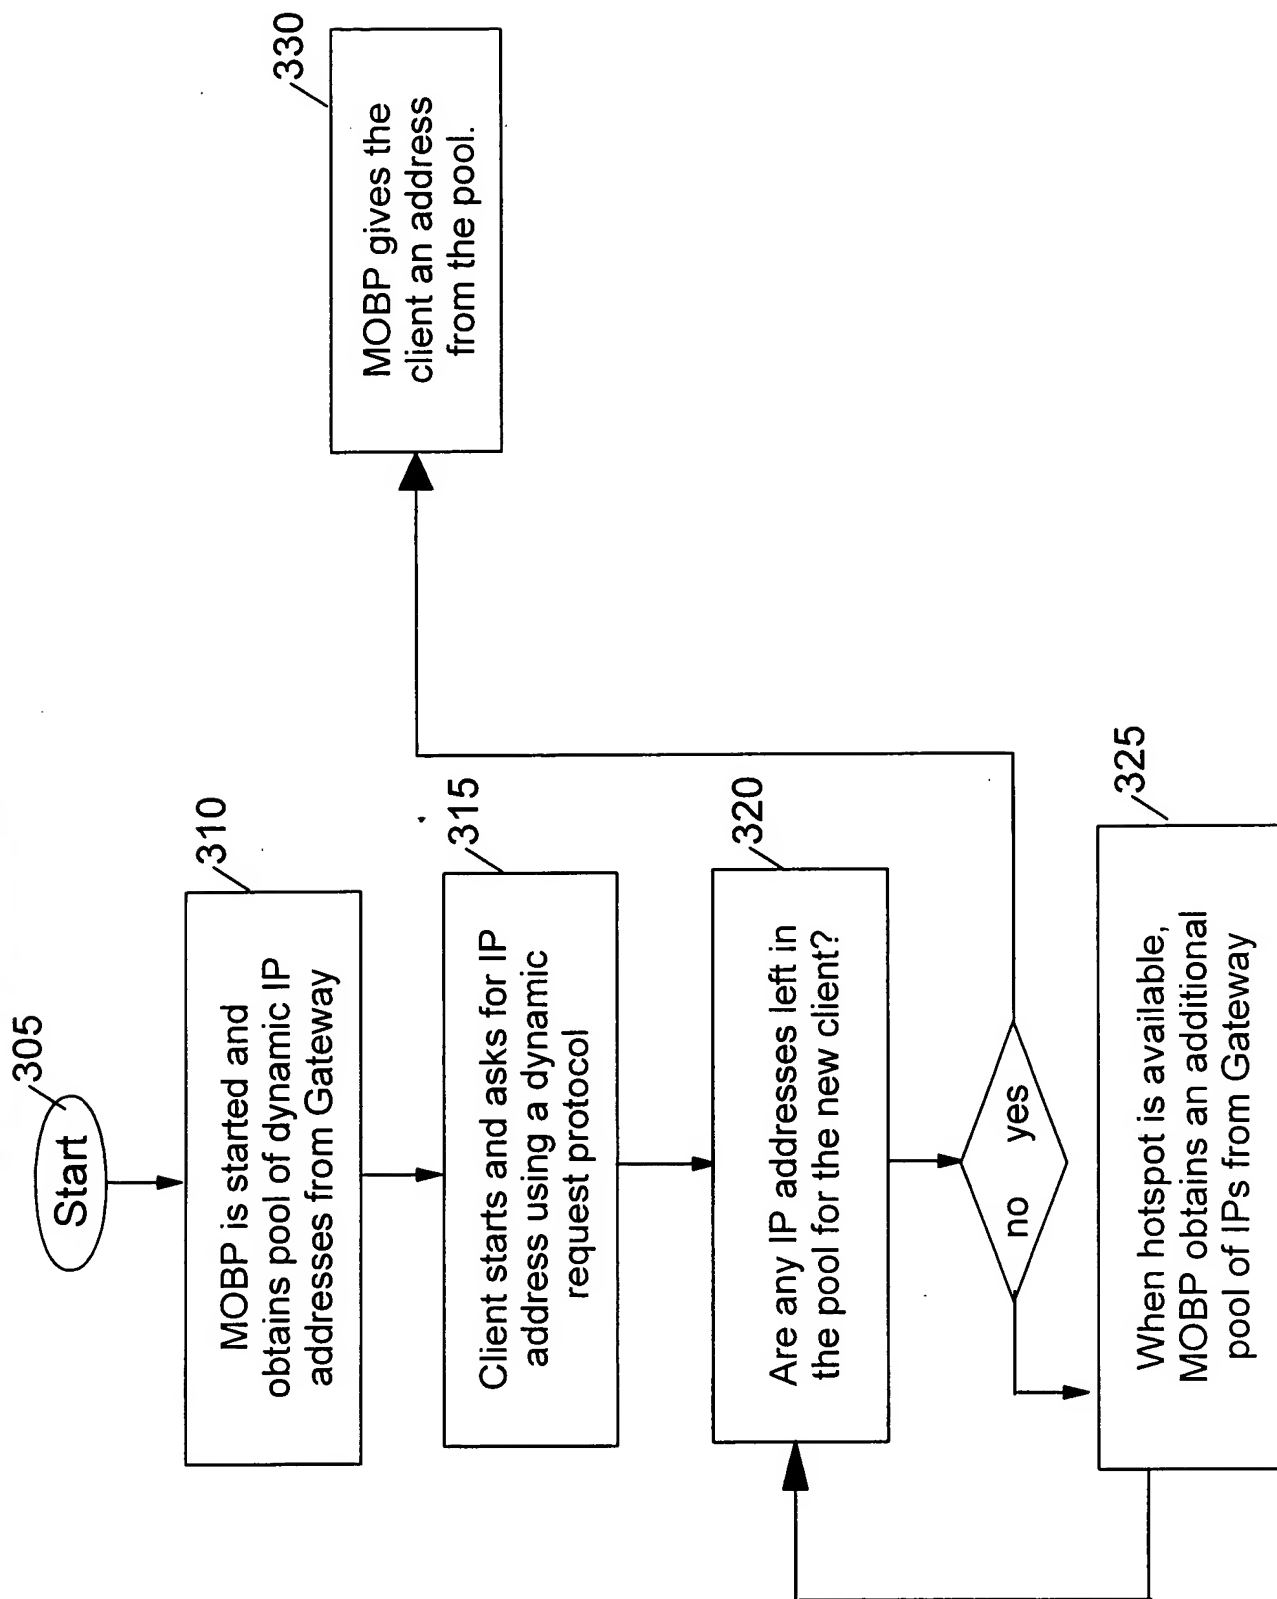 305
Start
310
MOBP is started and
obtains pool of dynamic IP
addresses from Gateway
315
Client starts and asks for IP
address using a dynamic
request protocol
320
Are any IP addresses left in
the pool for the new client?
no yes
325
When hotspot is available,
MOBP obtains an additional
pool of IPs from Gateway
330
MOBP gives the
client an address
from the pool.